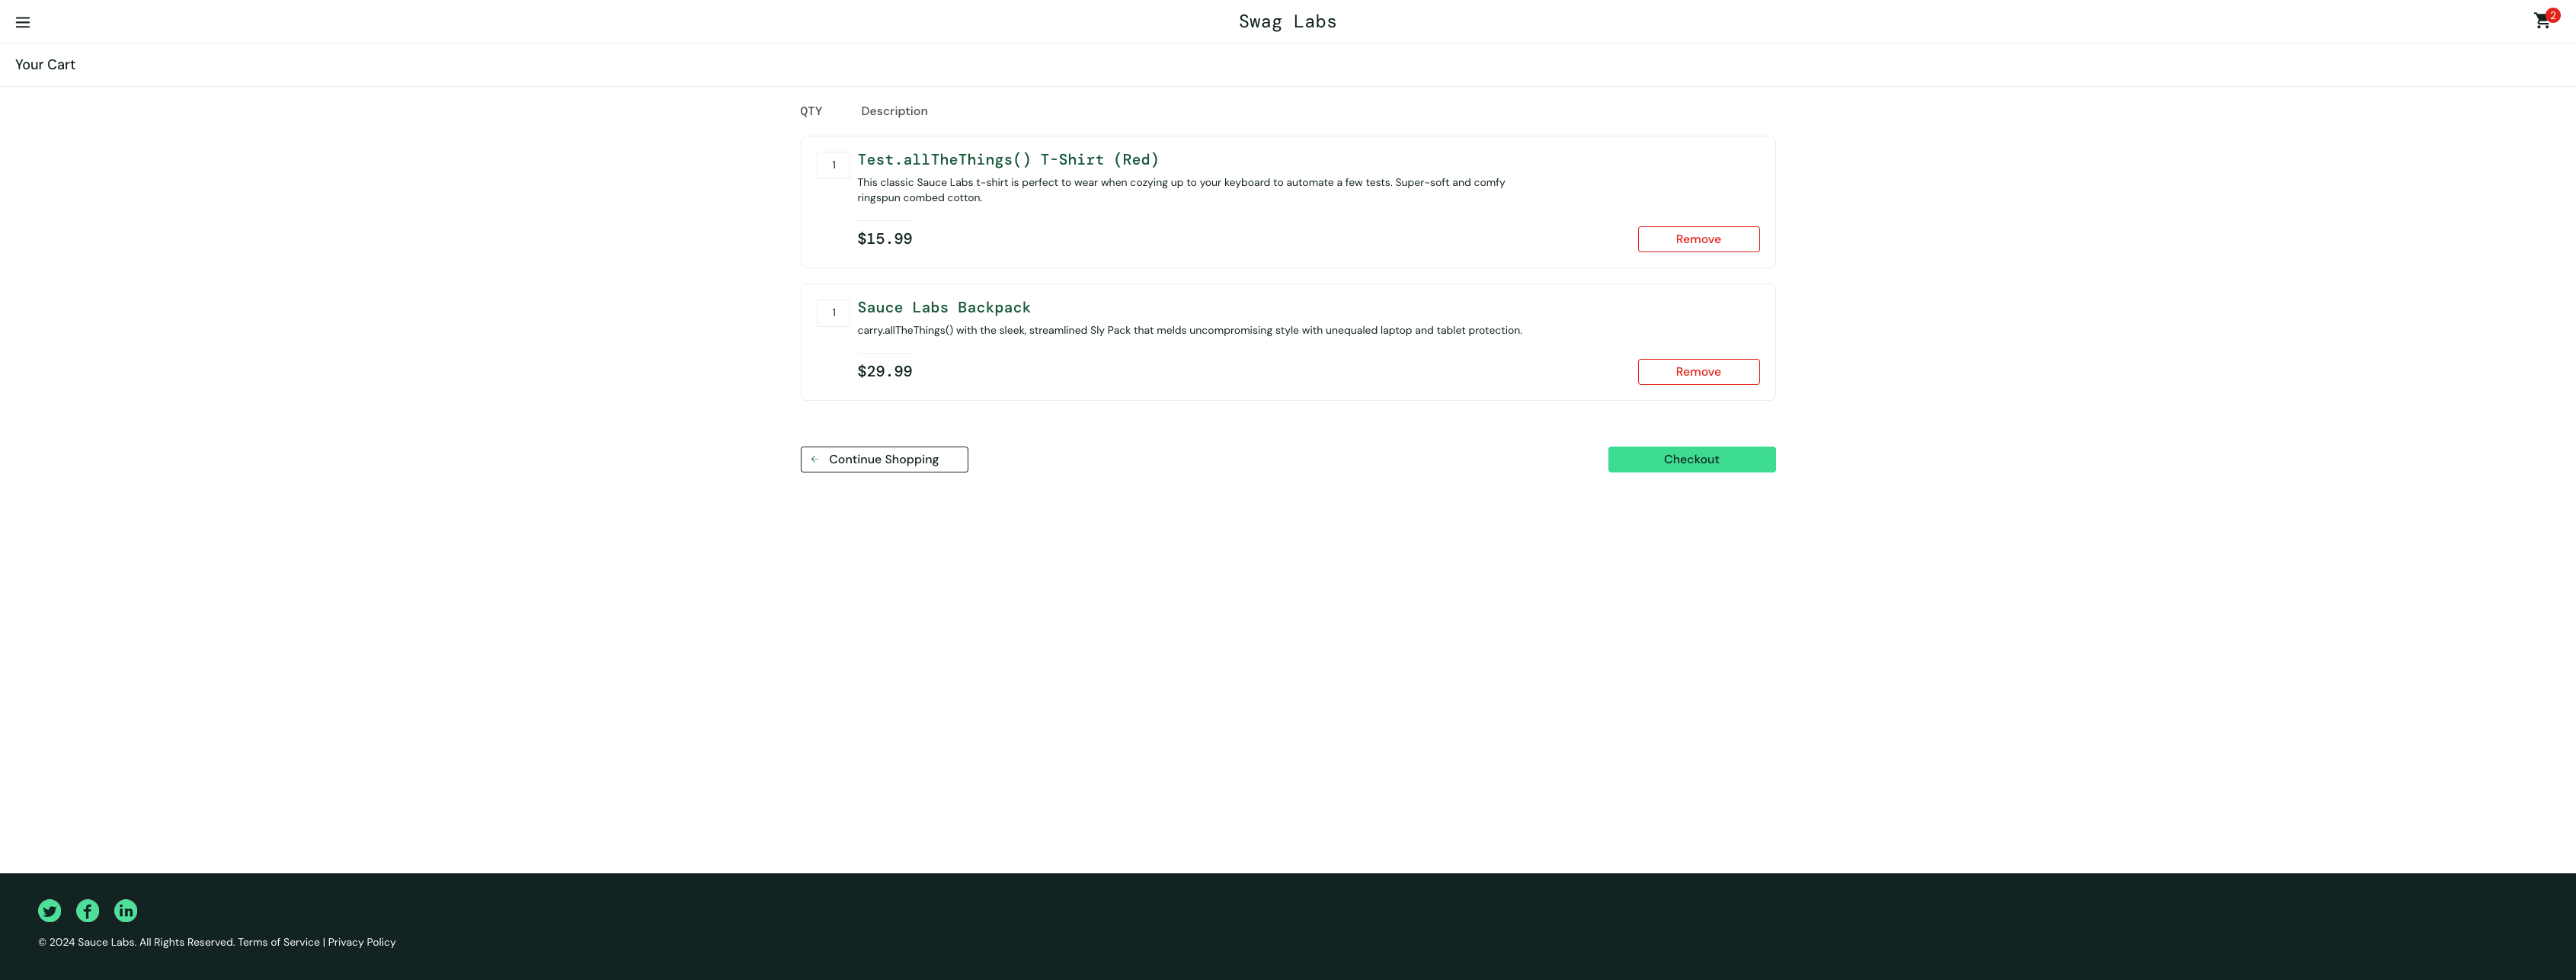 Swag Labs
2
Your Cart
QTY Description
1
Test.allTheThings() T-Shirt (Red)
This classic Sauce Labs t-shirt is perfect to wear when cozying up to your keyboard to automate a few tests. Super-soft and comfy
ringspun combed cotton.
$15.99
Remove
1
Sauce Labs Backpack
carry.allTheThings() with the sleek, streamlined Sly Pack that melds uncompromising style with unequaled laptop and tablet protection.
$29.99
Remove
Continue Shopping
Checkout
© 2024 Sauce Labs. All Rights Reserved. Terms of Service | Privacy Policy